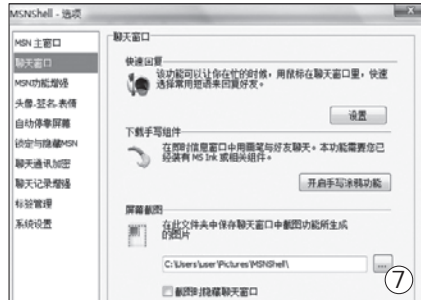 MSNShell - 选项
MSN 主窗口
聊天窗口
MSN功能增强
头像.签名.表情
自动停靠屏幕
锁定与隐藏MSN
聊天通讯加密
聊天记录增强
标签管理
系统设置
聊天窗口
快速回复
该功能可以让你在忙的时候，用鼠标在聊天窗口里，快速
选择常用短语来回复好友。
设置
下载手写组件
在即时信息窗口中用画笔与好友聊天。本功能需要您已
经装有 MS Ink 或相关组件。
开启手写涂鸦功能
屏幕截图
在此文件夹中保存聊天窗口中截图功能所生成
的图片
C:\Users\user\Pictures\MSNShell\
...
截图时隐藏聊天窗口
⑦